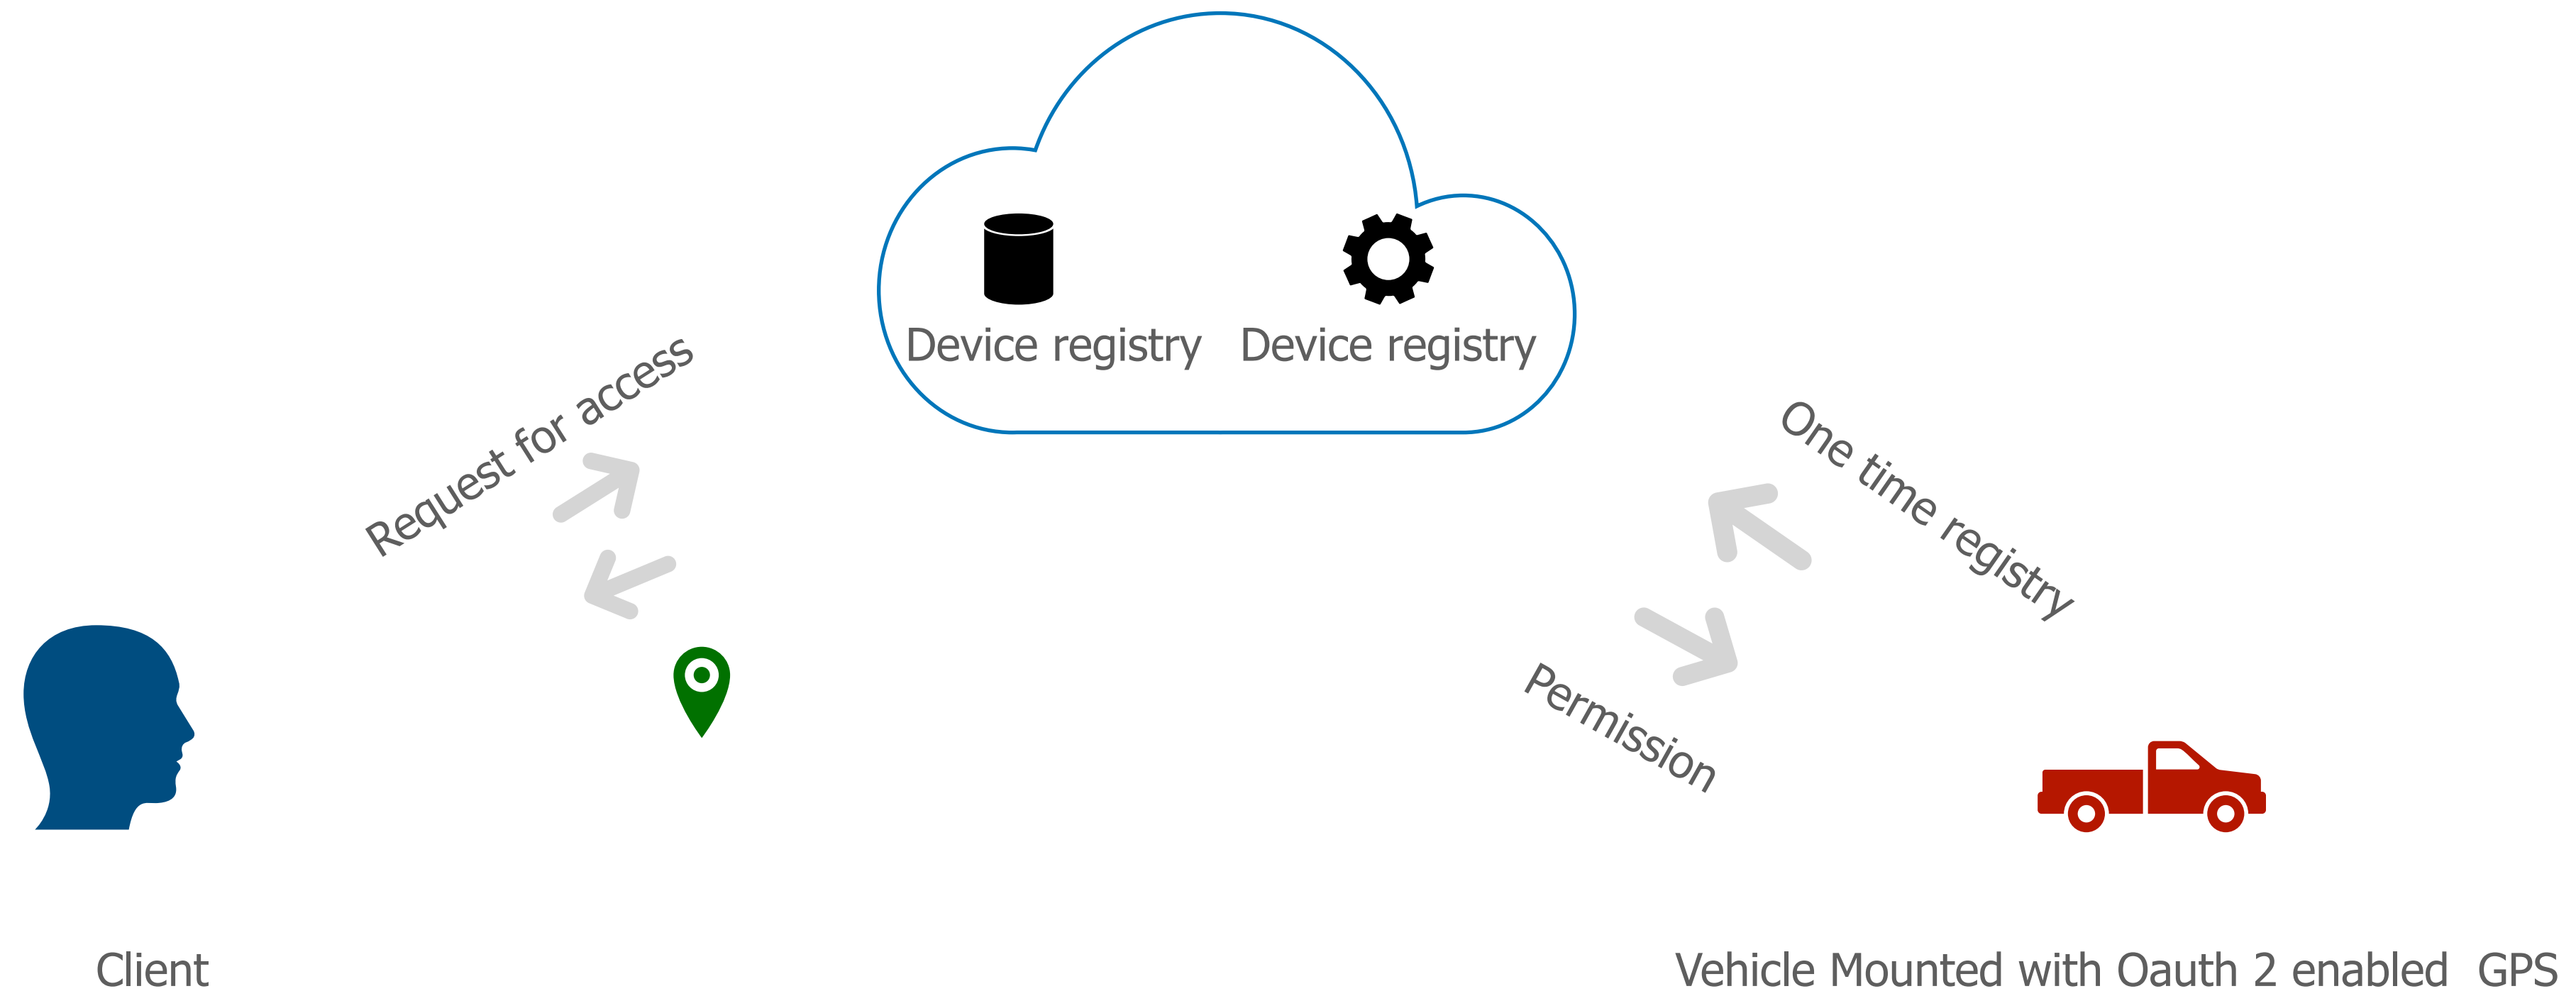 Device registry
Device registry
Request for access
One time registry
Permission
Client
Vehicle Mounted with Oauth 2 enabled  GPS